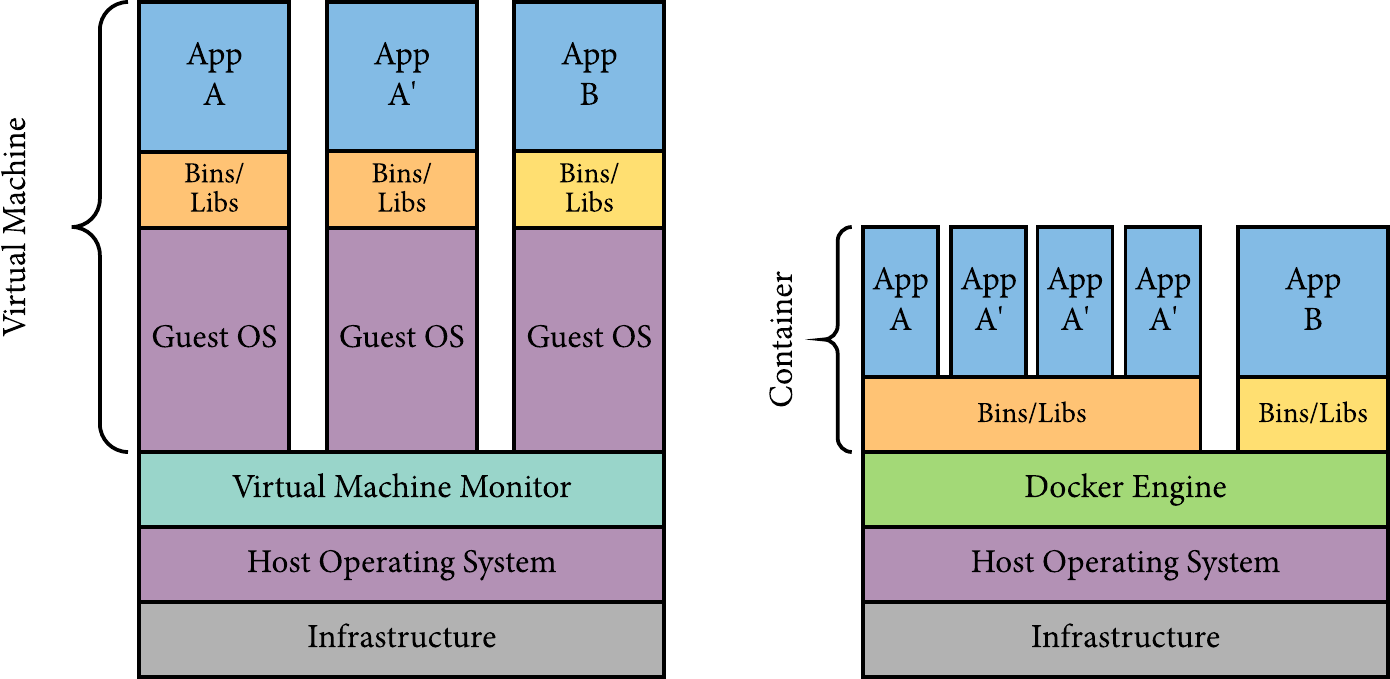 Virtual Machine
App
A
App
A'
App
B
Bins/
Libs
Bins/
Libs
Bins/
Libs
Guest OS
Guest OS
Guest OS
Virtual Machine Monitor
Host Operating System
Infrastructure
Container
App
A
App
A'
App
A'
App
A'
App
B
Bins/Libs
Bins/Libs
Docker Engine
Host Operating System
Infrastructure